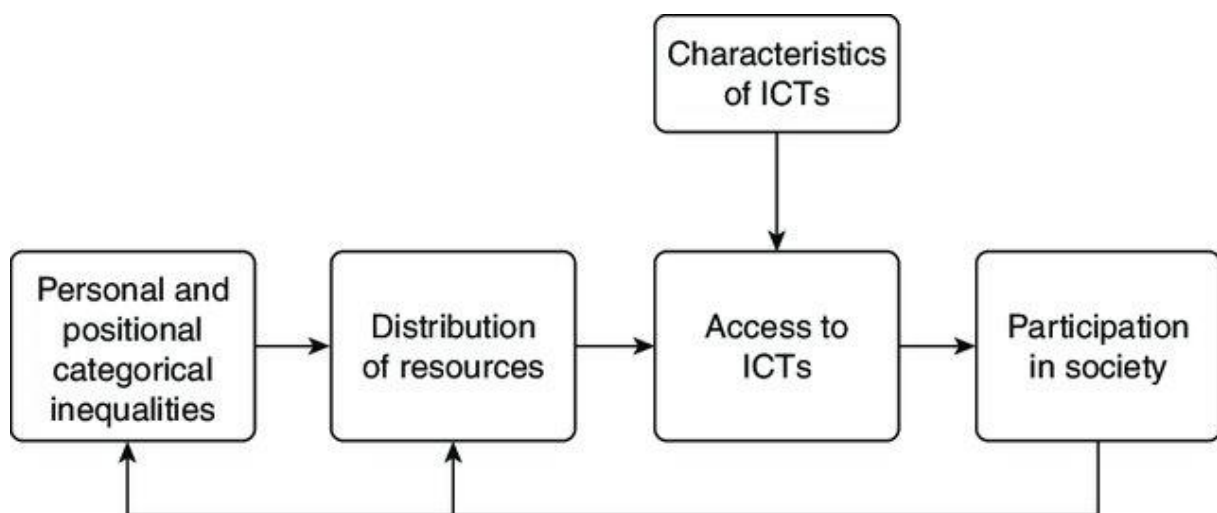 Characteristics
of ICTs
Personal and
positional
categorical
inequalities
Distribution
of resources
Access to
ICTs
Participation
in society